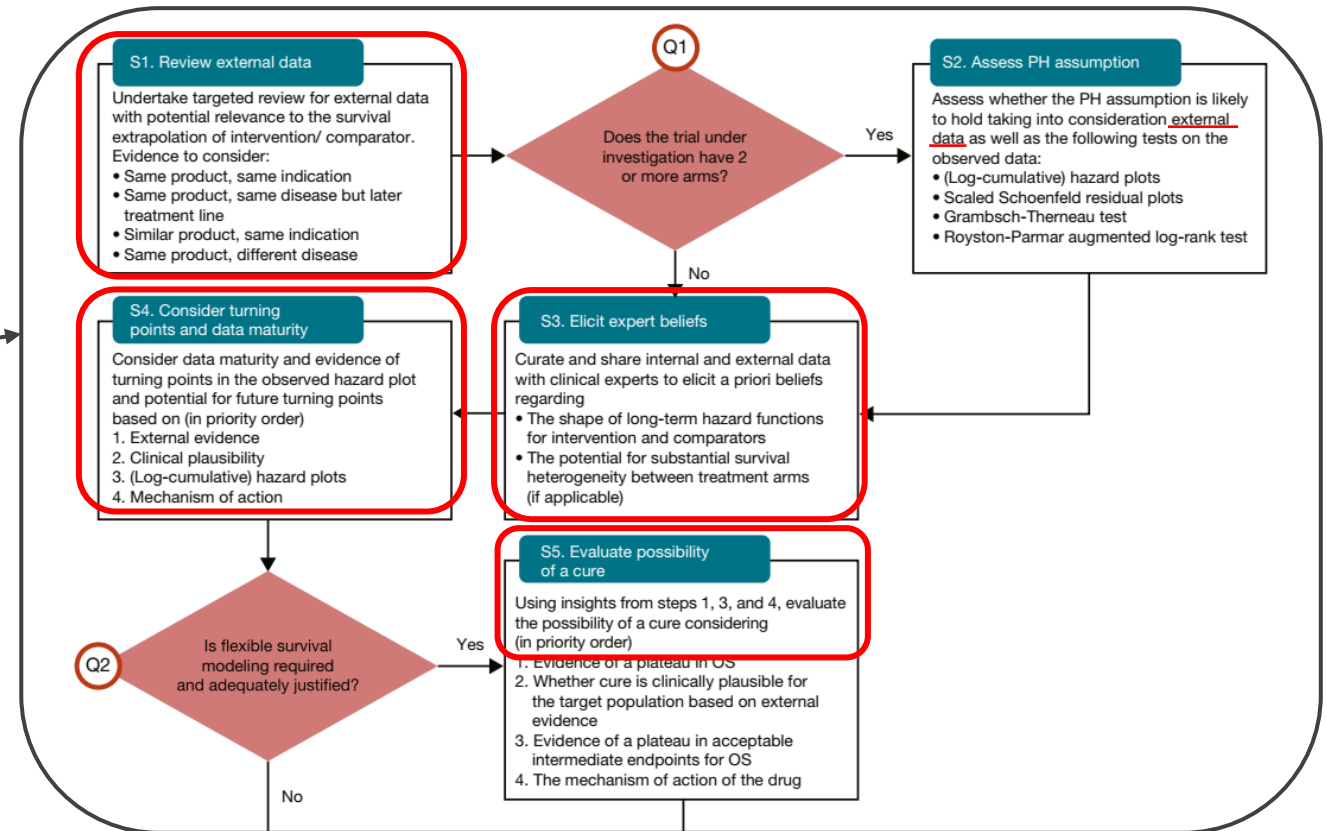 S1. Review external data
Undertake targeted review for external data
with potential relevance to the survival
extrapolation of intervention/ comparator.
Evidence to consider:
• Same product, same indication
• Same product, same disease but later
treatment line
• Similar product, same indication
• Same product, different disease
Q1
Does the trial under
investigation have 2
or more arms?
Yes
No
S2. Assess PH assumption
Assess whether the PH assumption is likely
to hold taking into consideration external
data as well as the following tests on the
observed data:
• (Log-cumulative) hazard plots
• Scaled Schoenfeld residual plots
• Grambsch-Therneau test
• Royston-Parmar augmented log-rank test
S3. Elicit expert beliefs
Curate and share internal and external data
with clinical experts to elicit a priori beliefs
regarding
• The shape of long-term hazard functions
for intervention and comparators
• The potential for substantial survival
heterogeneity between treatment arms
(if applicable)
S4. Consider turning
points and data maturity
Consider data maturity and evidence of
turning points in the observed hazard plot
and potential for future turning points
based on (in priority order)
1. External evidence
2. Clinical plausibility
3. (Log-cumulative) hazard plots
4. Mechanism of action
Q2
Is flexible survival
modeling required
and adequately justified?
Yes
No
S5. Evaluate possibility
of a cure
Using insights from steps 1, 3, and 4, evaluate
the possibility of a cure considering
(in priority order)
1. Evidence of a plateau in OS
2. Whether cure is clinically plausible for
the target population based on external
evidence
3. Evidence of a plateau in acceptable
intermediate endpoints for OS
4. The mechanism of action of the drug